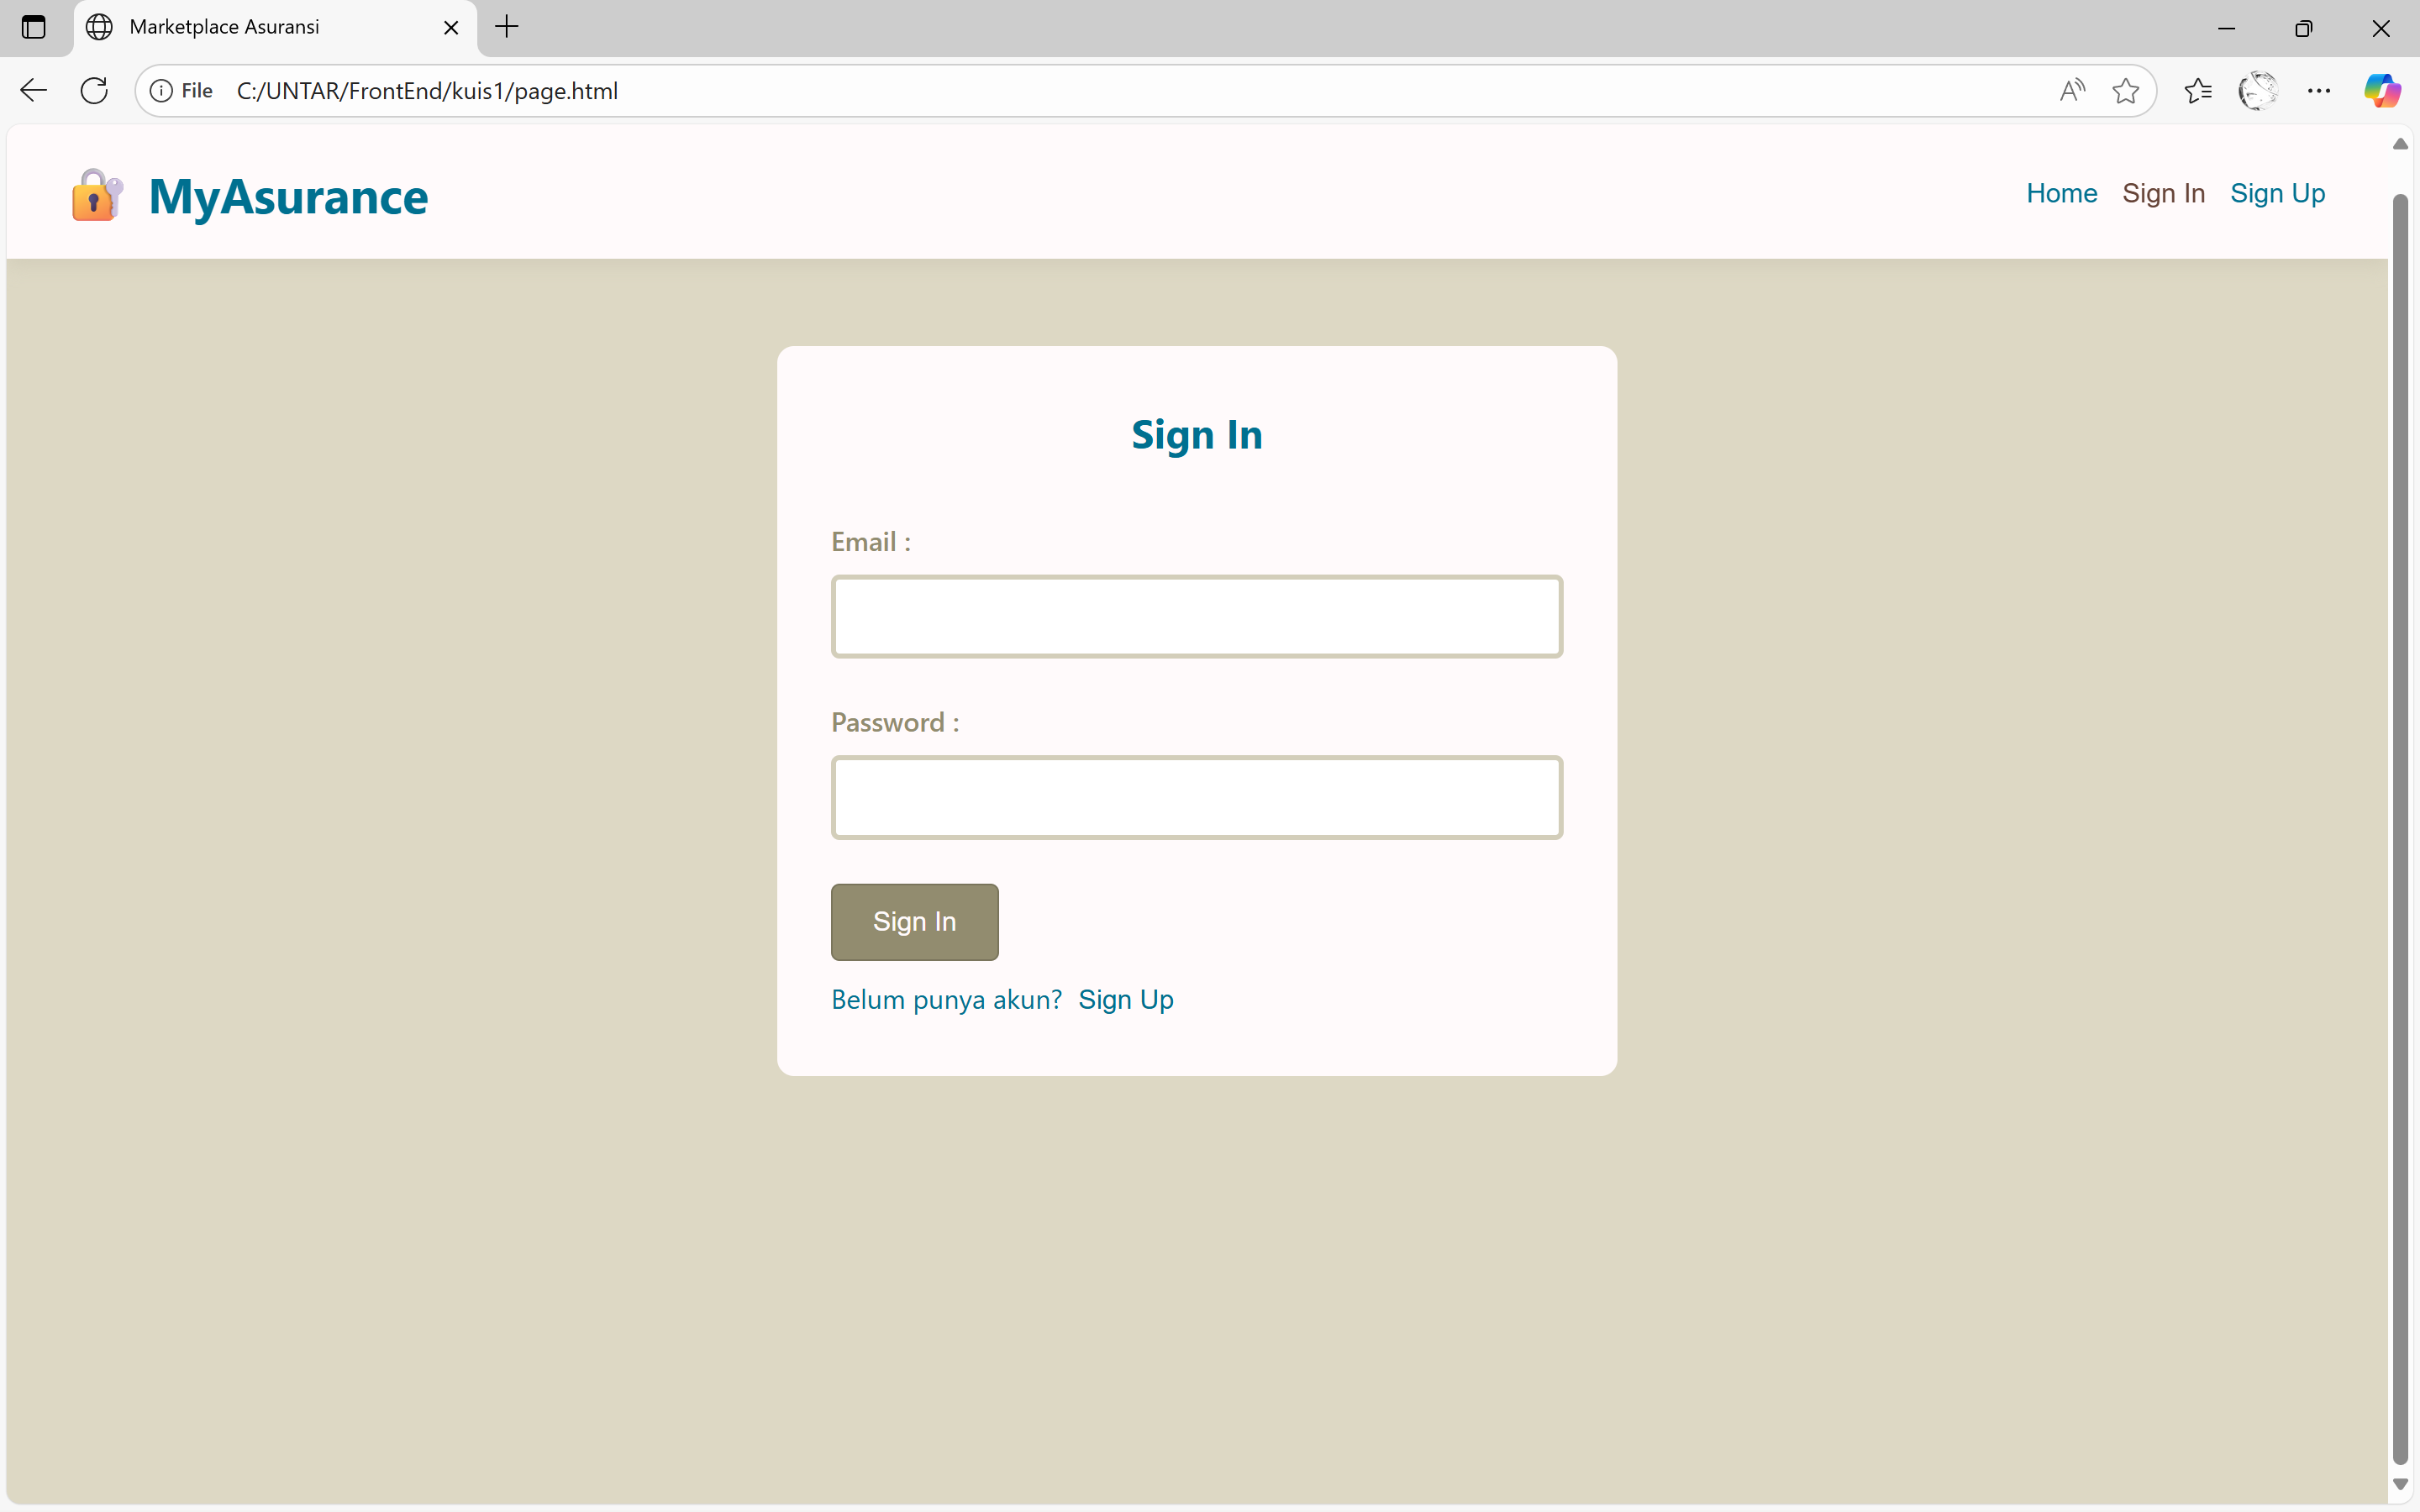 Marketplace Asuransi
File C:/UNTAR/FrontEnd/kuis1/page.html
MyAsurance
Home Sign In Sign Up
Sign In
Email :
Password :
Sign In
Belum punya akun? Sign Up